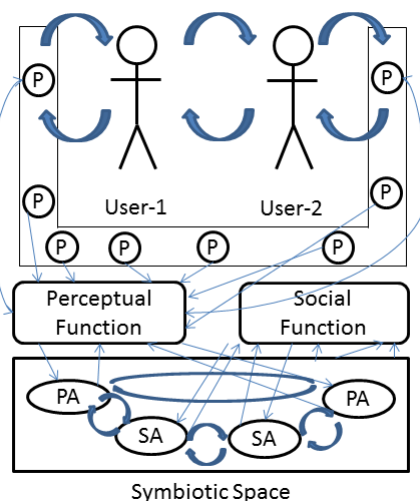 P
P
P
P
User-1
User-2
P
P
P
P
Perceptual
Function
Social
Function
PA
PA
SA
SA
Symbiotic Space